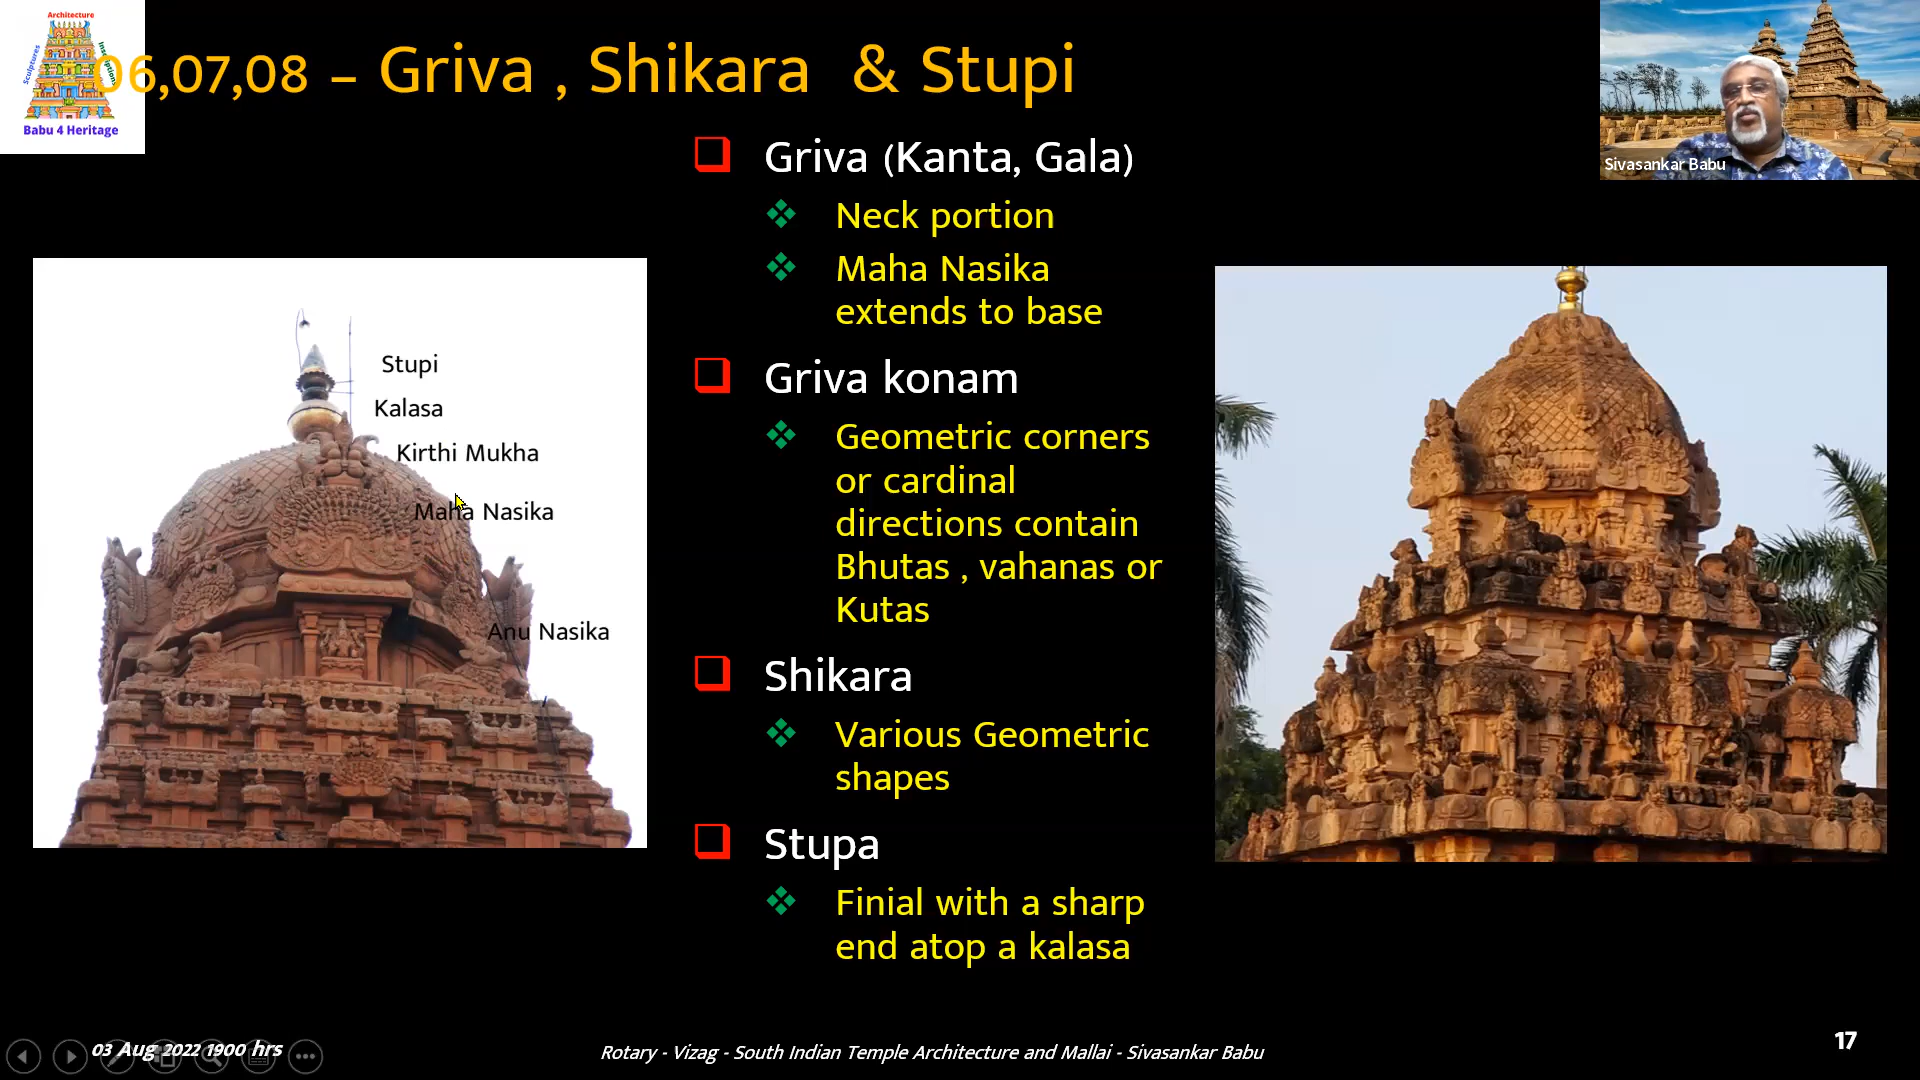 Architecture
Sculptures
Inscriptions
Babu 4 Heritage
06,07,08 – Griva , Shikara & Stupi
Sivasankar Babu
Griva (Kanta, Gala)
Neck portion
Maha Nasika
extends to base
Griva konam
Geometric corners
or cardinal
directions contain
Bhutas , vahanas or
Kutas
Shikara
Various Geometric
shapes
Stupa
Finial with a sharp
end atop a kalasa
Stupi
Kalasa
Kirthi Mukha
Maha Nasika
Anu Nasika
03 Aug 2022 1900 hrs
Rotary - Vizag - South Indian Temple Architecture and Mallai - Sivasankar Babu
17